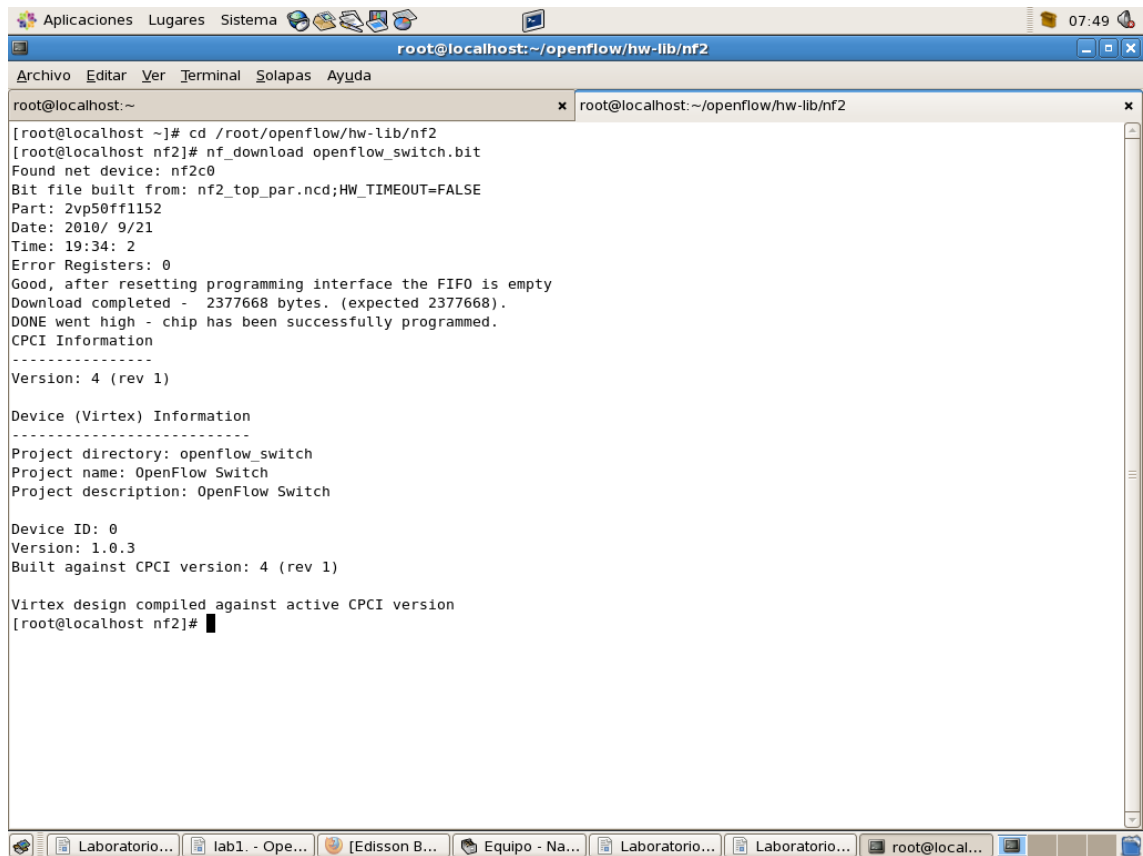 Aplicaciones Lugares Sistema
07:49
root@localhost:~/openflow/hw-lib/nf2
Archivo Editar Ver Terminal Solapas Ayuda
root@localhost:~
root@localhost:~/openflow/hw-lib/nf2
[root@localhost ~]# cd /root/openflow/hw-lib/nf2
[root@localhost nf2]# nf_download openflow_switch.bit
Found net device: nf2c0
Bit file built from: nf2_top_par.ncd;HW_TIMEOUT=FALSE
Part: 2vp50ff1152
Date: 2010/ 9/21
Time: 19:34: 2
Error Registers: 0
Good, after resetting programming interface the FIFO is empty
Download completed -  2377668 bytes. (expected 2377668).
DONE went high - chip has been successfully programmed.
CPCI Information
----------------
Version: 4 (rev 1)
Device (Virtex) Information
---------------------------
Project directory: openflow_switch
Project name: OpenFlow Switch
Project description: OpenFlow Switch
Device ID: 0
Version: 1.0.3
Built against CPCI version: 4 (rev 1)
Virtex design compiled against active CPCI version
[root@localhost nf2]#
Laboratorio... lab1. - Ope... [Edisson B... Equipo - Na... Laboratorio... Laboratorio... root@local...